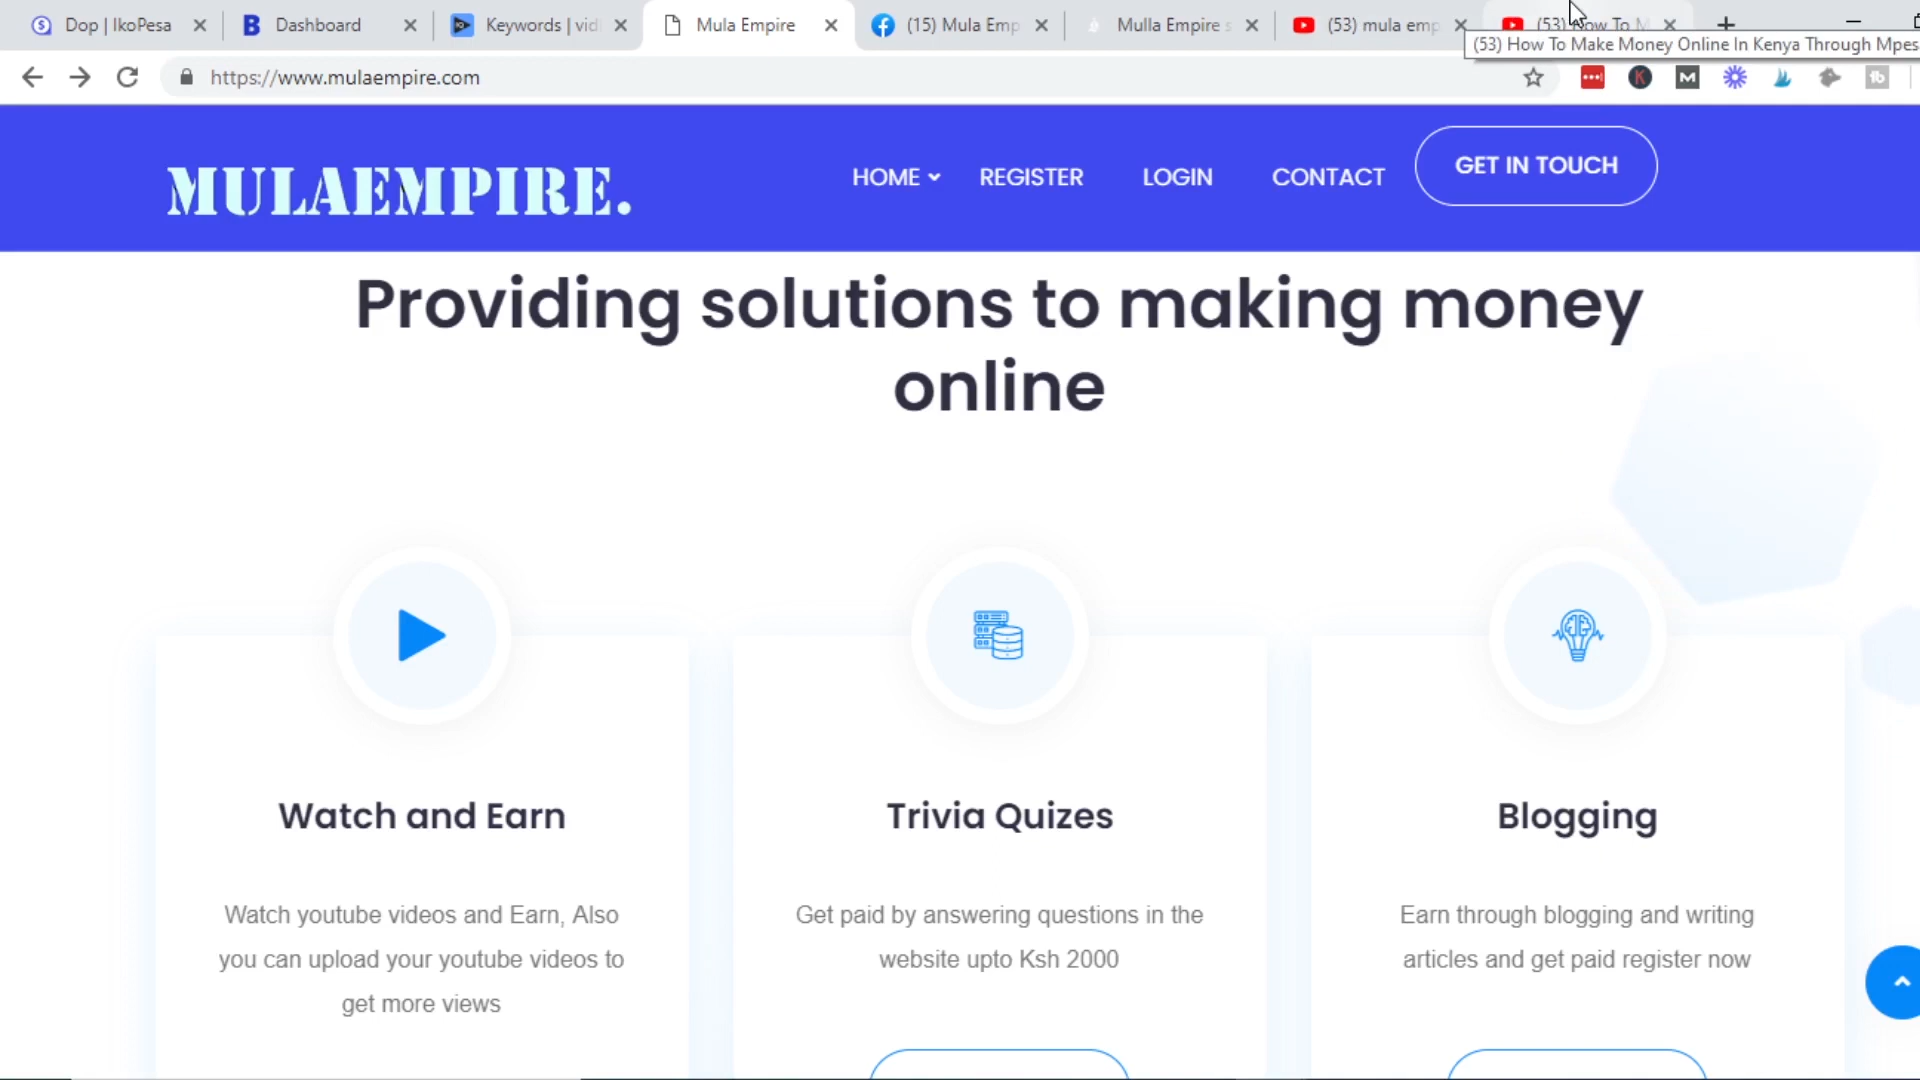 Dop | IkoPesa
Dashboard
Keywords | vid
Mula Empire
(15) Mula Emp
Mulla Empire s
(53) mula emp
(53) How To M
(53) How To Make Money Online In Kenya Through Mpes
https://www.mulaempire.com
MULAEMPIRE.
HOME
REGISTER
LOGIN
CONTACT
GET IN TOUCH
Providing solutions to making money
online
Watch and Earn
Watch youtube videos and Earn, Also
you can upload your youtube videos to
get more views
Trivia Quizes
Get paid by answering questions in the
website upto Ksh 2000
Blogging
Earn through blogging and writing
articles and get paid register now